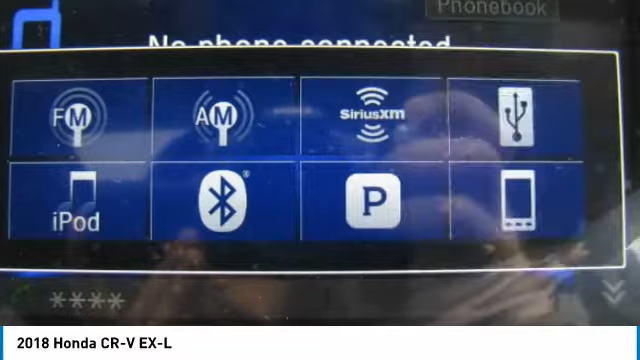 Phonebook
No phone connected
FM
AM
SiriusXM
iPod
®
P
****
2018 Honda CR-V EX-L